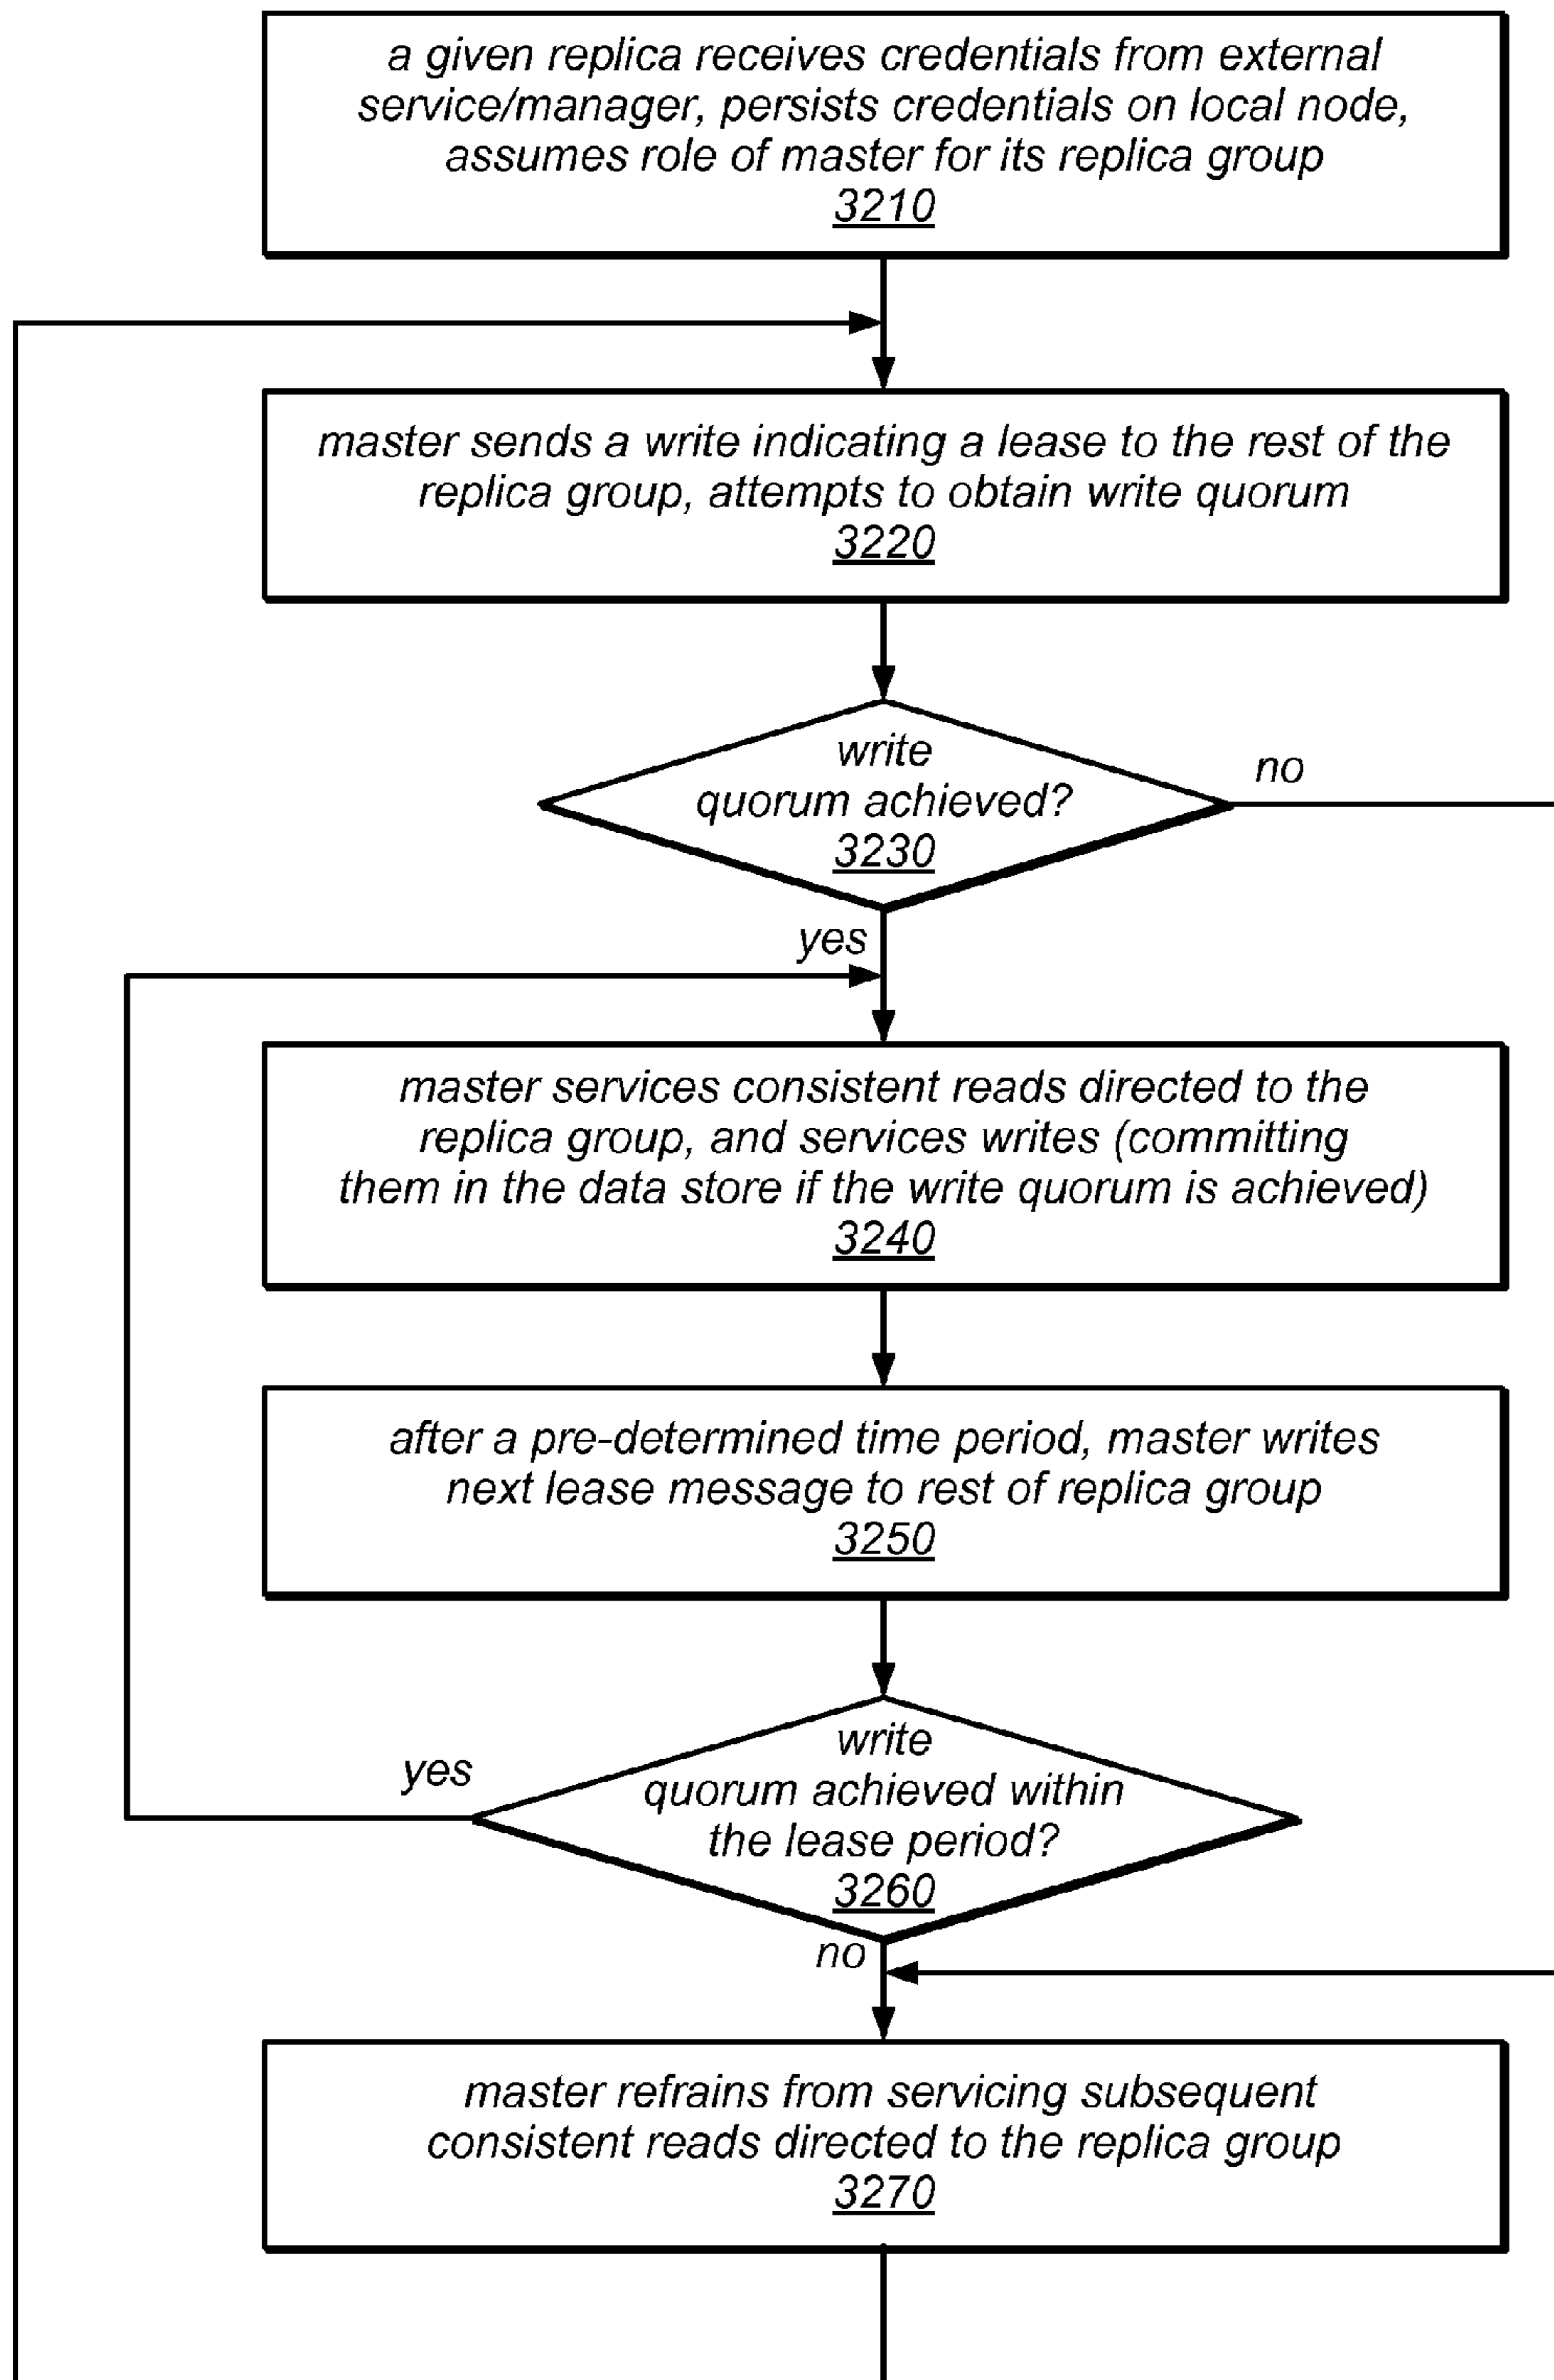 a given replica receives credentials from external
service/manager, persists credentials on local node,
assumes role of master for its replica group
3210
master sends a write indicating a lease to the rest of the
replica group, attempts to obtain write quorum
3220
write
quorum achieved?
3230
no
yes
master services consistent reads directed to the
replica group, and services writes (committing
them in the data store if the write quorum is achieved)
3240
after a pre-determined time period, master writes
next lease message to rest of replica group
3250
write
quorum achieved within
the lease period?
3260
yes
no
master refrains from servicing subsequent
consistent reads directed to the replica group
3270